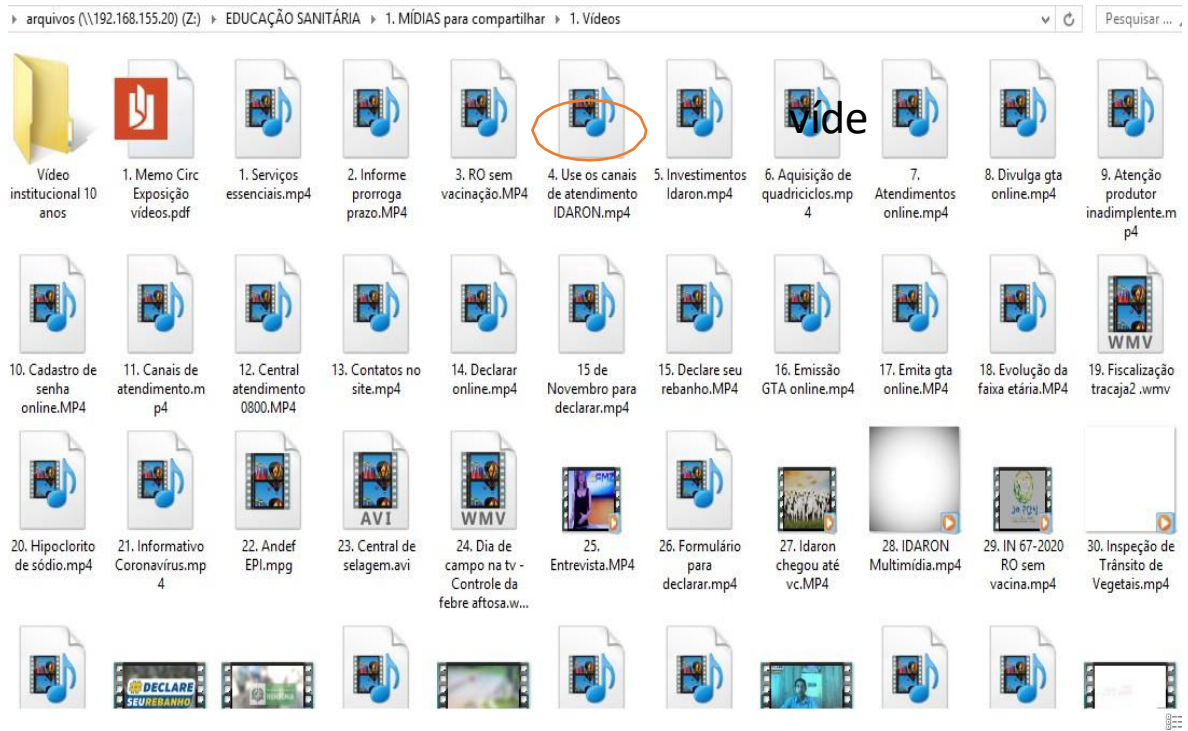 arquivos (\\192.168.155.20) (Z:) ▸ EDUCAÇÃO SANITÁRIA ▸ 1. MÍDIAS para compartilhar ▸ 1. Vídeos
Pesquisar ...
víde
Vídeo
institucional 10
anos
1. Memo Circ
Exposição
vídeos.pdf
1. Serviços
essenciais.mp4
2. Informe
prorroga
prazo.MP4
3. RO sem
vacinação.MP4
4. Use os canais
de atendimento
IDARON.mp4
5. Investimentos
Idaron.mp4
6. Aquisição de
quadriciclos.mp
4
7.
Atendimentos
online.mp4
8. Divulga gta
online.mp4
9. Atenção
produtor
inadimplente.m
p4
WMV
10. Cadastro de
senha
online.MP4
11. Canais de
atendimento.m
p4
12. Central
atendimento
0800.MP4
13. Contatos no
site.mp4
14. Declarar
online.mp4
15 de
Novembro para
declarar.mp4
15. Declare seu
rebanho.MP4
16. Emissão
GTA online.mp4
17. Emita gta
online.MP4
18. Evolução da
faixa etária.MP4
19. Fiscalização
tracaja2 .wmv
AVI
WMV
20. Hipoclorito
de sódio.mp4
21. Informativo
Coronavírus.mp
4
22. Andef
EPI.mpg
23. Central de
selagem.avi
24. Dia de
campo na tv -
Controle da
febre aftosa.w...
25.
Entrevista.MP4
26. Formulário
para
declarar.mp4
27. Idaron
chegou até
vc.MP4
28. IDARON
Multimídia.mp4
29. IN 67-2020
RO sem
vacina.mp4
30. Inspeção de
Trânsito de
Vegetais.mp4
#DECLARE
SEUREBANHO